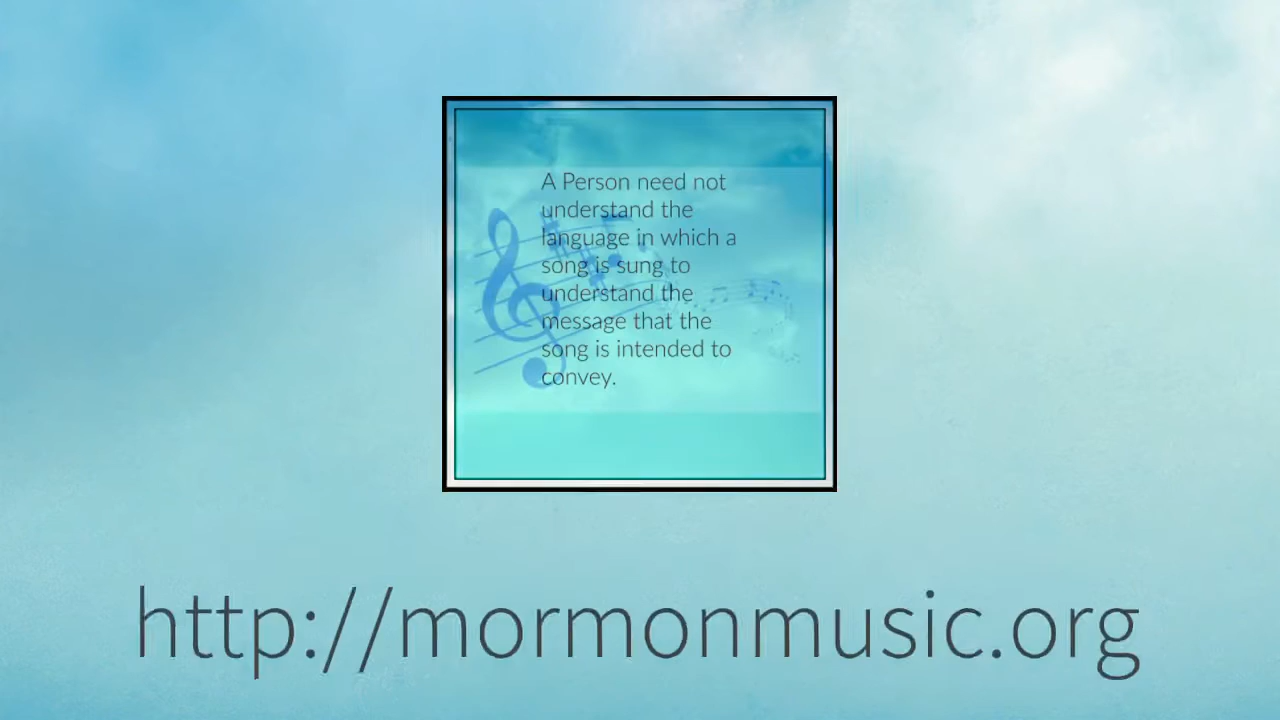 A Person need not
understand the
language in which a
song is sung to
understand the
message that the
song is intended to
convey.
http://mormonmusic.org